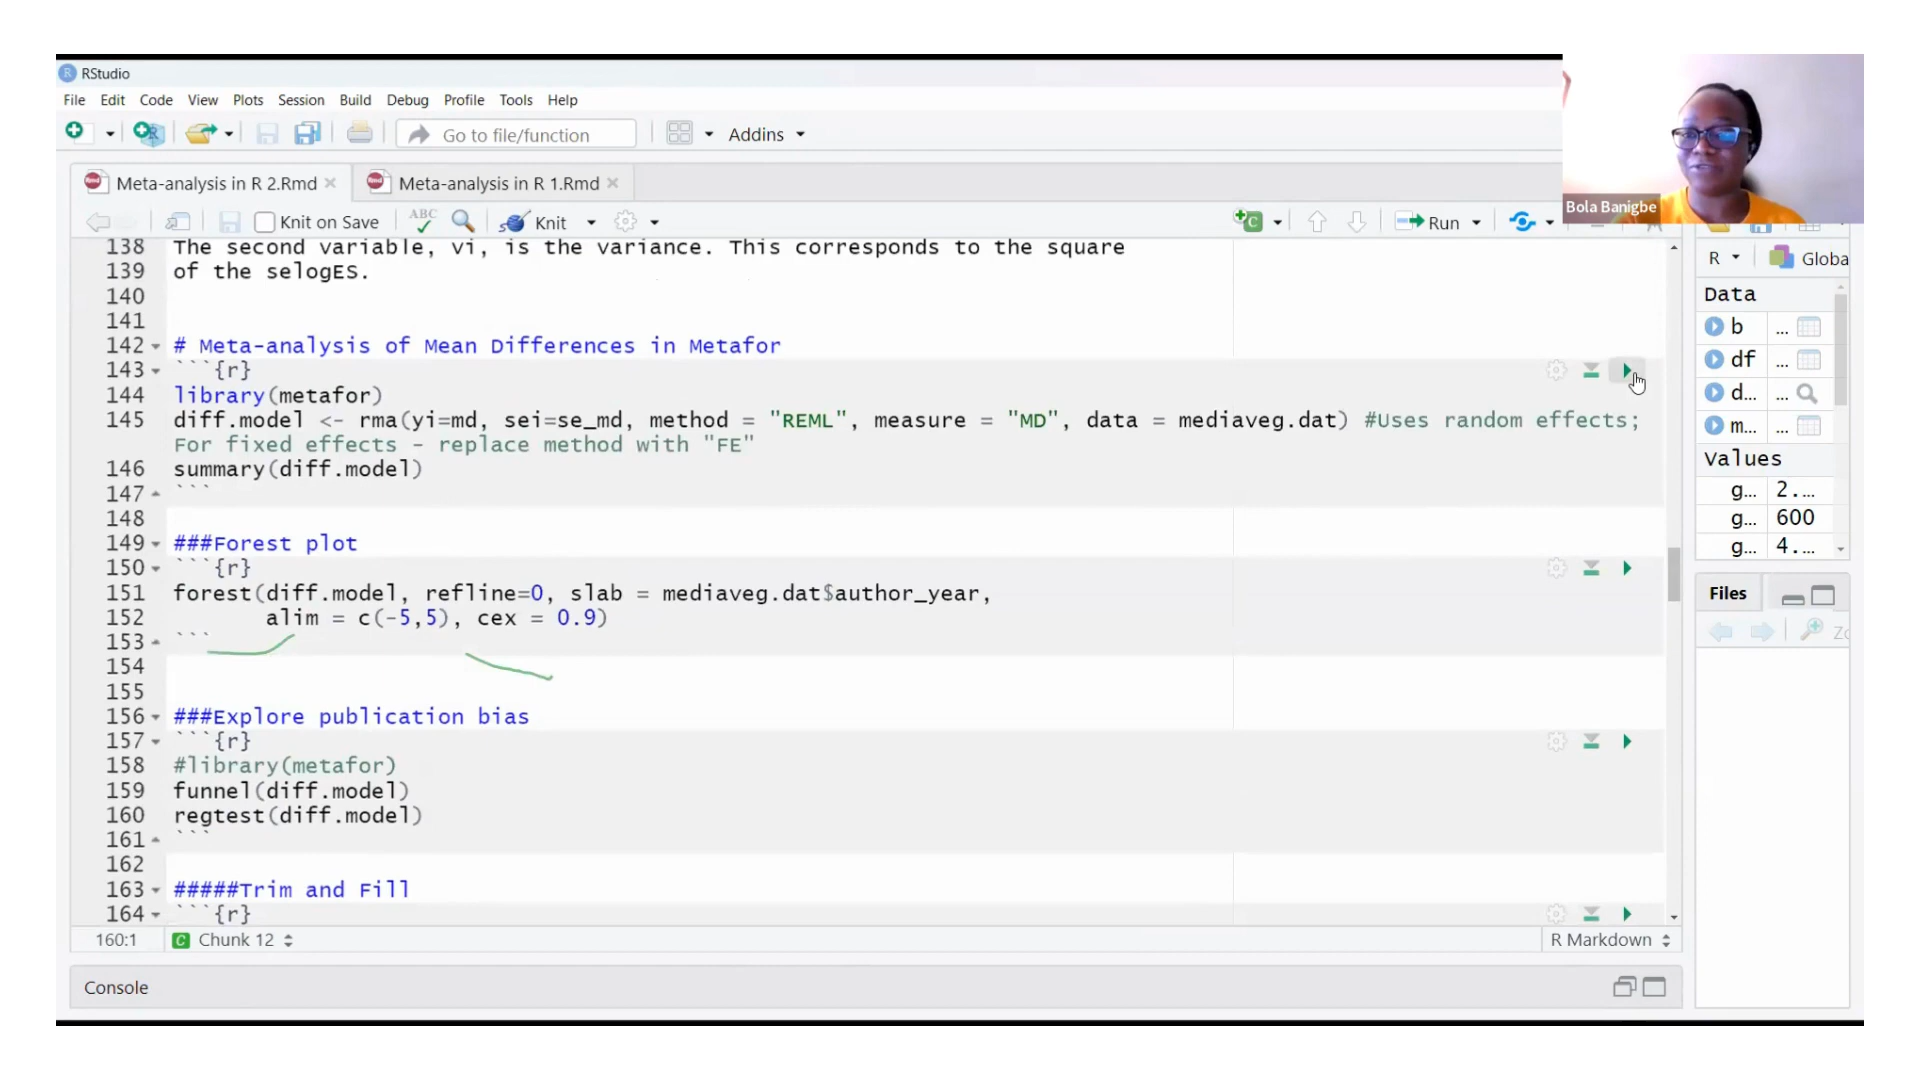 RStudio
File Edit Code View Plots Session Build Debug Profile Tools Help
Go to file/function Addins
Meta-analysis in R 2.Rmd Meta-analysis in R 1.Rmd
Bola Banigbe
Knit on Save ABC Knit Run
138 The second variable, vi, is the variance. This corresponds to the square
139 of the selogES.
140
141
142 # Meta-analysis of Mean Differences in Metafor
143 ```{r}
144 library(metafor)
145 diff.model <- rma(yi=md, sei=se_md, method = "REML", measure = "MD", data = mediaveg.dat) #Uses random effects;
For fixed effects - replace method with "FE"
146 summary(diff.model)
147 ```
148
149 ###Forest plot
150 ```{r}
151 forest(diff.model, refline=0, slab = mediaveg.dat$author_year,
152 alim = c(-5,5), cex = 0.9)
153 ```
154
155
156 ###Explore publication bias
157 ```{r}
158 #library(metafor)
159 funnel(diff.model)
160 regtest(diff.model)
161 ```
162
163 #####Trim and Fill
164 ```{r}
160:1 C Chunk 12 R Markdown
Console
R Globa
Data
b ...
df ...
d... ...
m... ...
Values
g... 2....
g... 600
g... 4....
Files
Zo